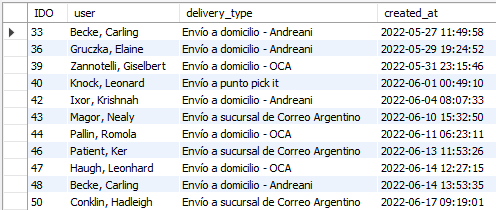 IDO user delivery_type created_at
33 Becke, Carling Envío a domicilio - Andreani 2022-05-27 11:49:58
36 Gruczka, Elaine Envío a domicilio - Andreani 2022-05-29 19:24:52
39 Zannotelli, Giselbert Envío a domicilio - OCA 2022-05-31 23:15:46
40 Knock, Leonard Envío a punto pick it 2022-06-01 00:49:10
42 Ixor, Krishnah Envío a domicilio - Andreani 2022-06-04 08:07:33
43 Magor, Nealy Envío a sucursal de Correo Argentino 2022-06-10 15:32:50
44 Pallin, Romola Envío a domicilio - OCA 2022-06-11 06:23:11
46 Patient, Ker Envío a sucursal de Correo Argentino 2022-06-13 11:53:26
47 Haugh, Leonhard Envío a domicilio - OCA 2022-06-14 12:27:15
48 Becke, Carling Envío a domicilio - Andreani 2022-06-14 13:53:35
50 Conklin, Hadleigh Envío a sucursal de Correo Argentino 2022-06-17 09:19:01